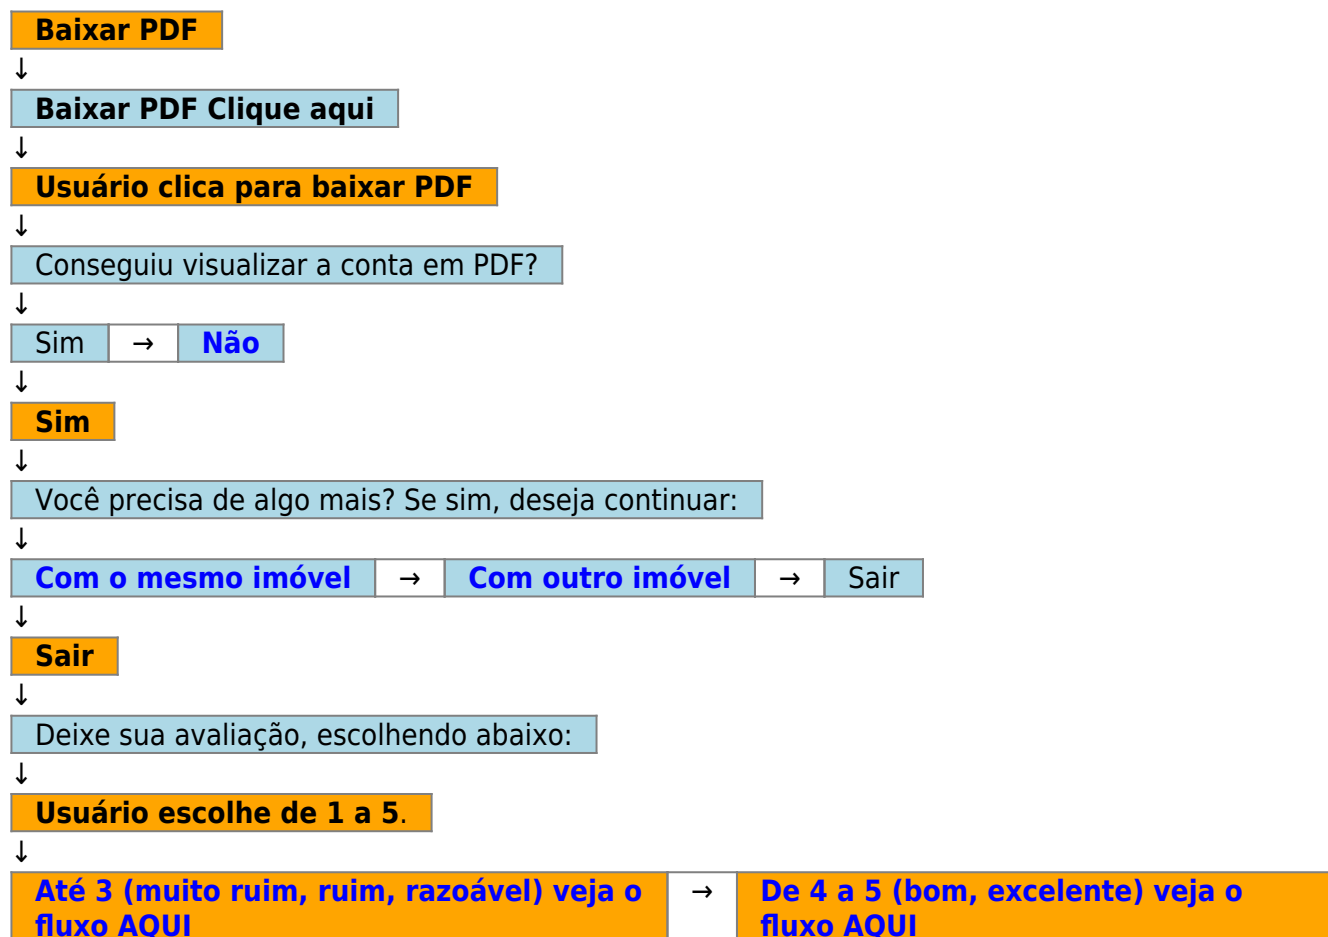 Baixar PDF
↓
Baixar PDF Clique aqui
↓
Usuário clica para baixar PDF
↓
Conseguiu visualizar a conta em PDF?
↓
Sim → Não
↓
Sim
↓
Você precisa de algo mais? Se sim, deseja continuar:
↓
Com o mesmo imóvel → Com outro imóvel → Sair
↓
Sair
↓
Deixe sua avaliação, escolhendo abaixo:
↓
Usuário escolhe de 1 a 5.
↓
Até 3 (muito ruim, ruim, razoável) veja o
fluxo AQUI
→
De 4 a 5 (bom, excelente) veja o
fluxo AQUI